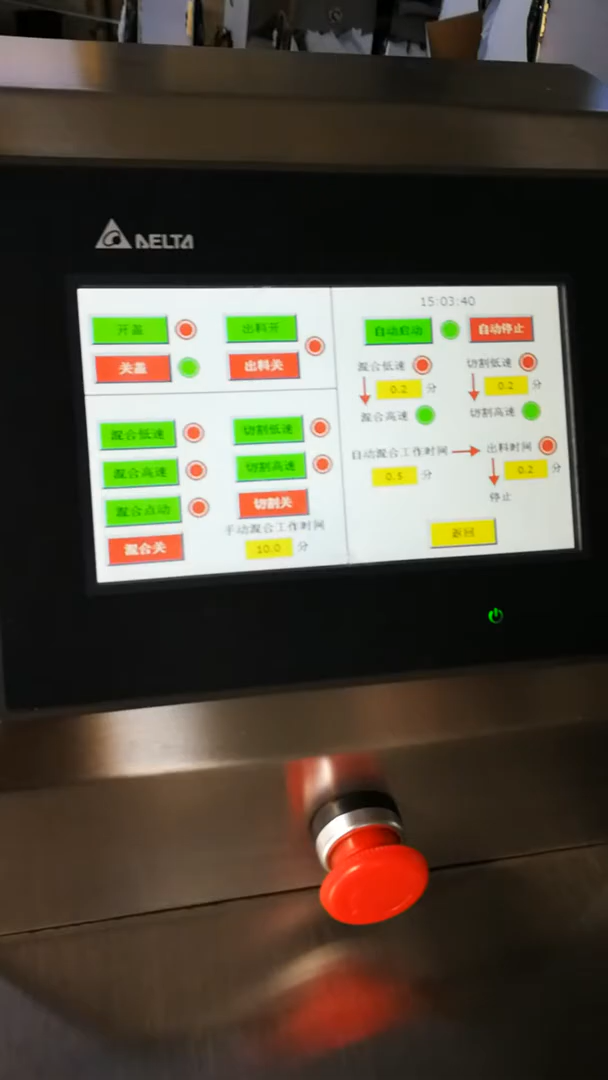 DELTA
15:03:40
开盖
出料开
关盖
出料关
混合低速
切割低速
混合高速
切割高速
混合点动
切割关
混合关
手动混合工作时间
10.0 分
自动启动
自动停止
混合低速
切割低速
0.2 分
0.2 分
混合高速
切割高速
自动混合工作时间
出料时间
0.5 分
0.2 分
停止
返回